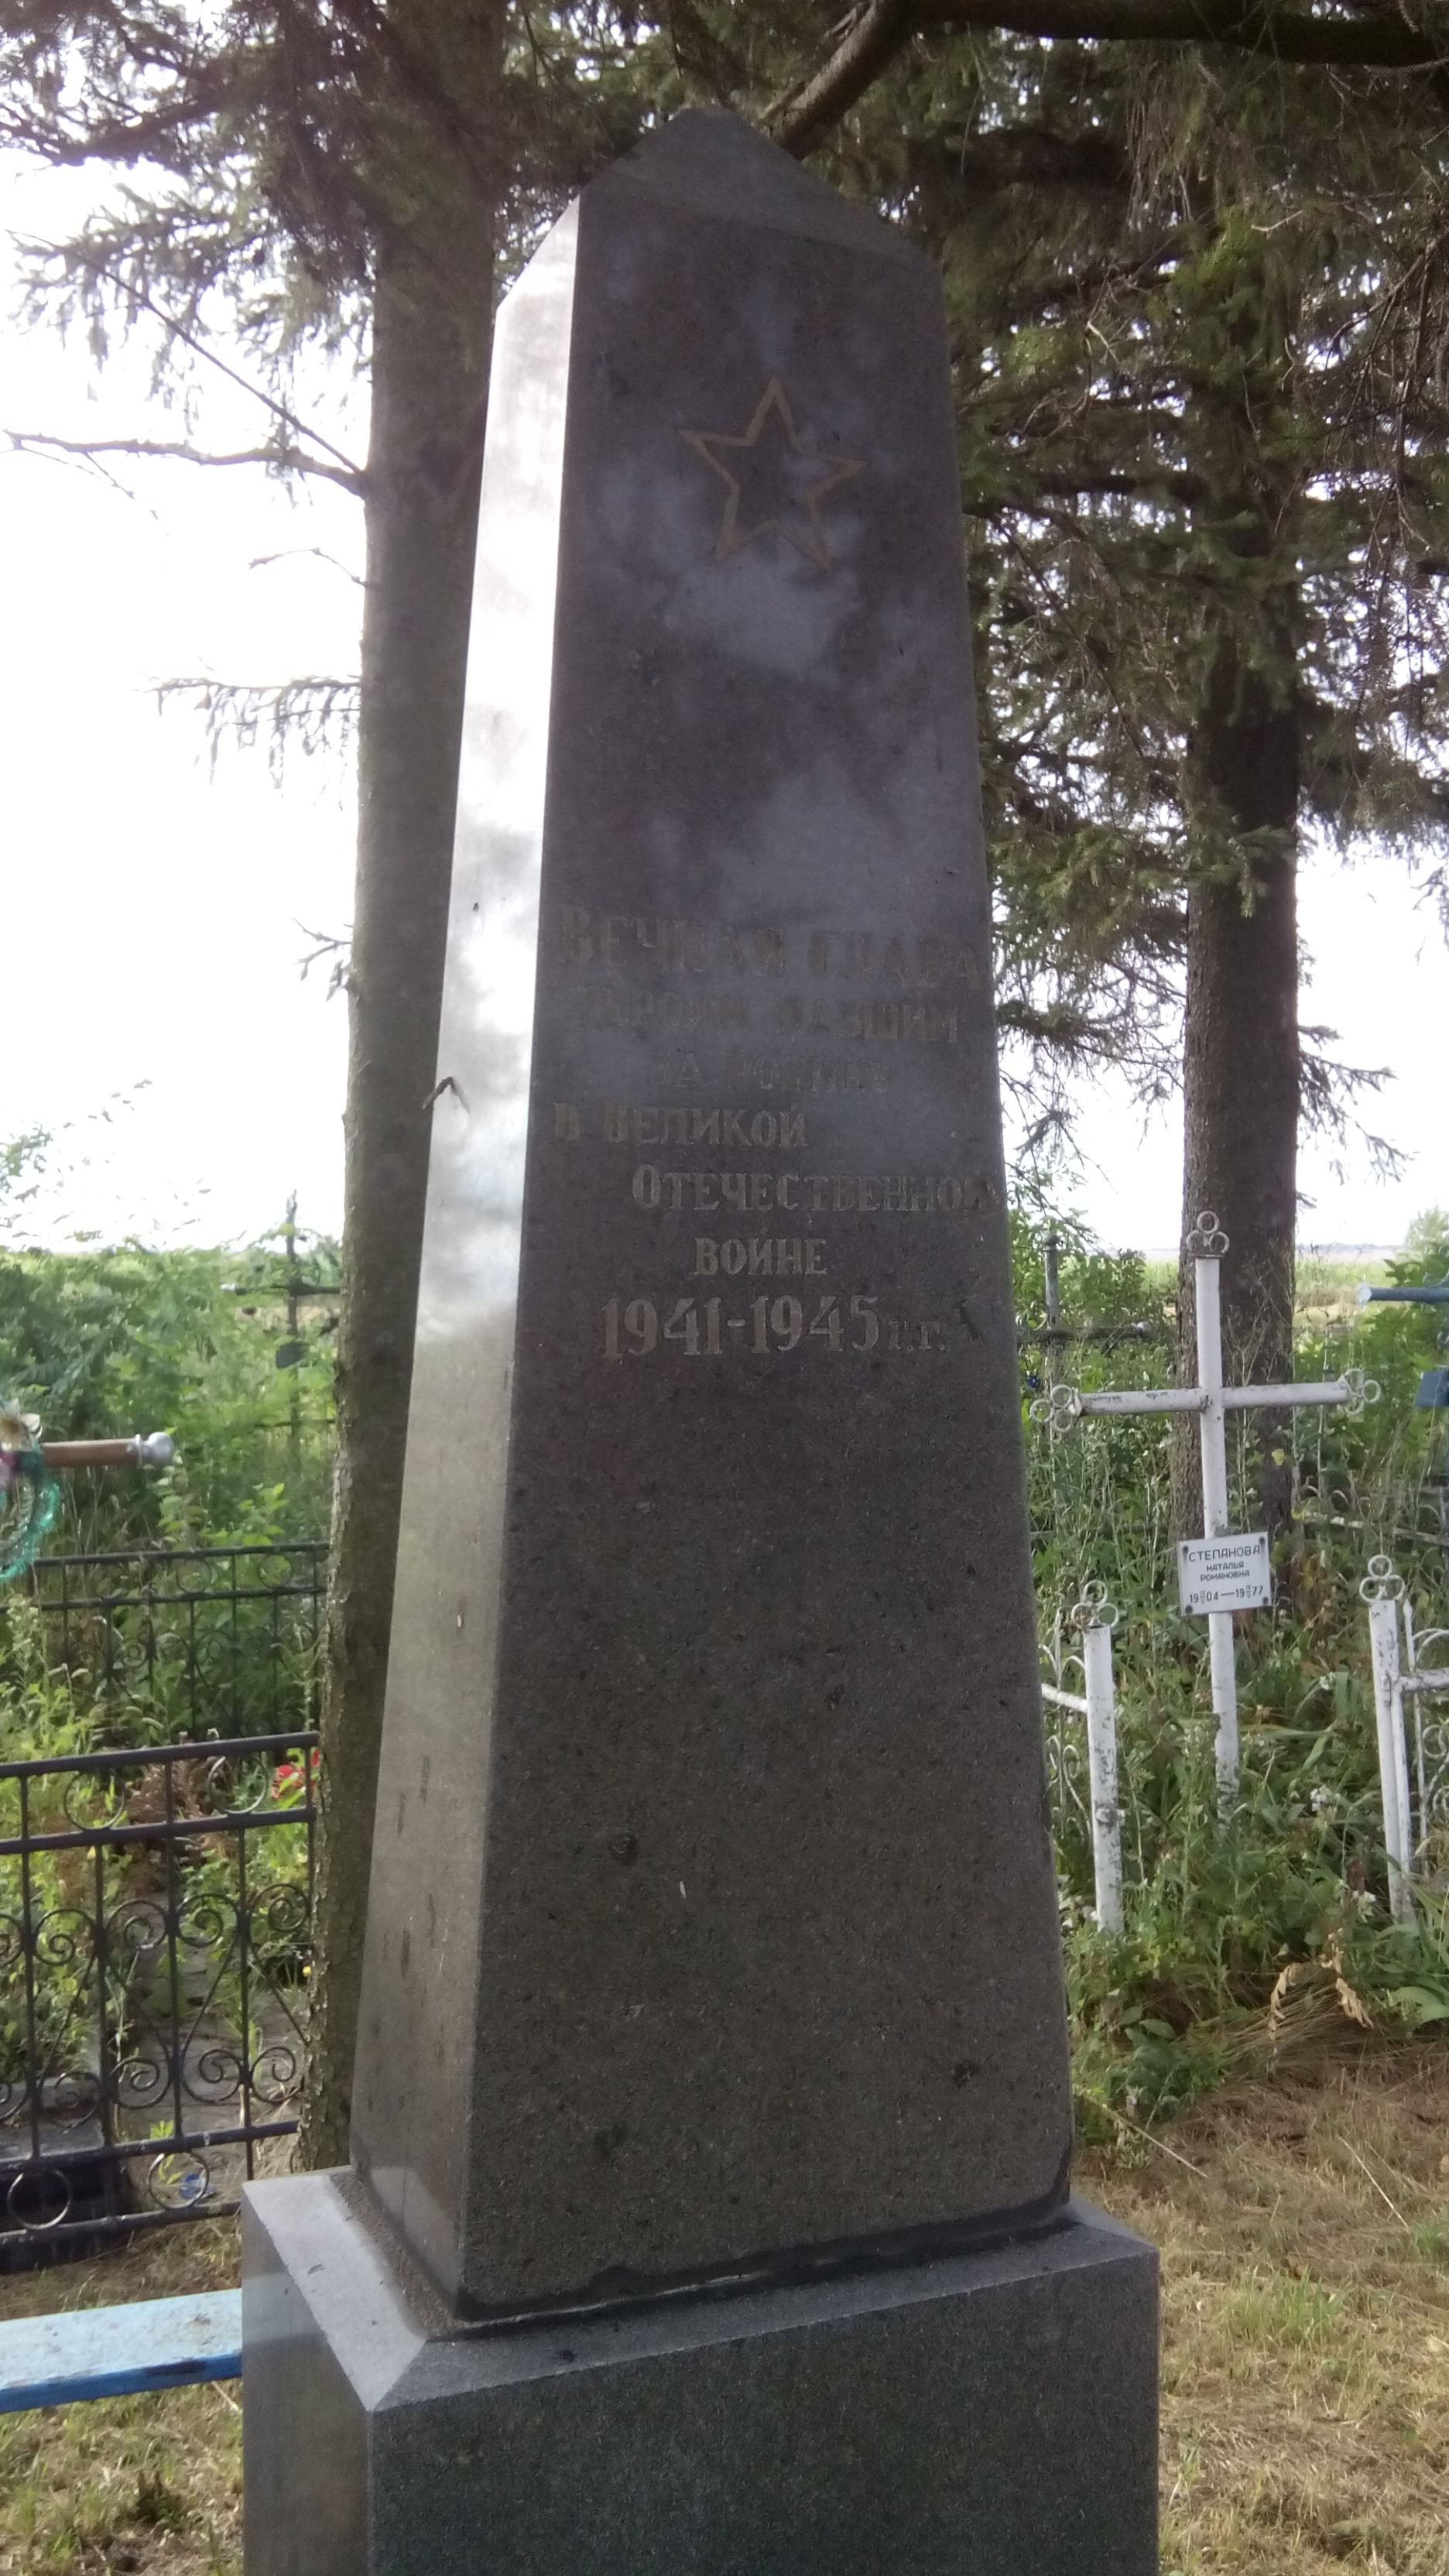 Вечная слава
героям павшим
за Родину
в Великой
Отечественной
войне
1941-1945 г.г.
СТЕПАНОВА
НАТАЛЬЯ
РОМАНОВНА